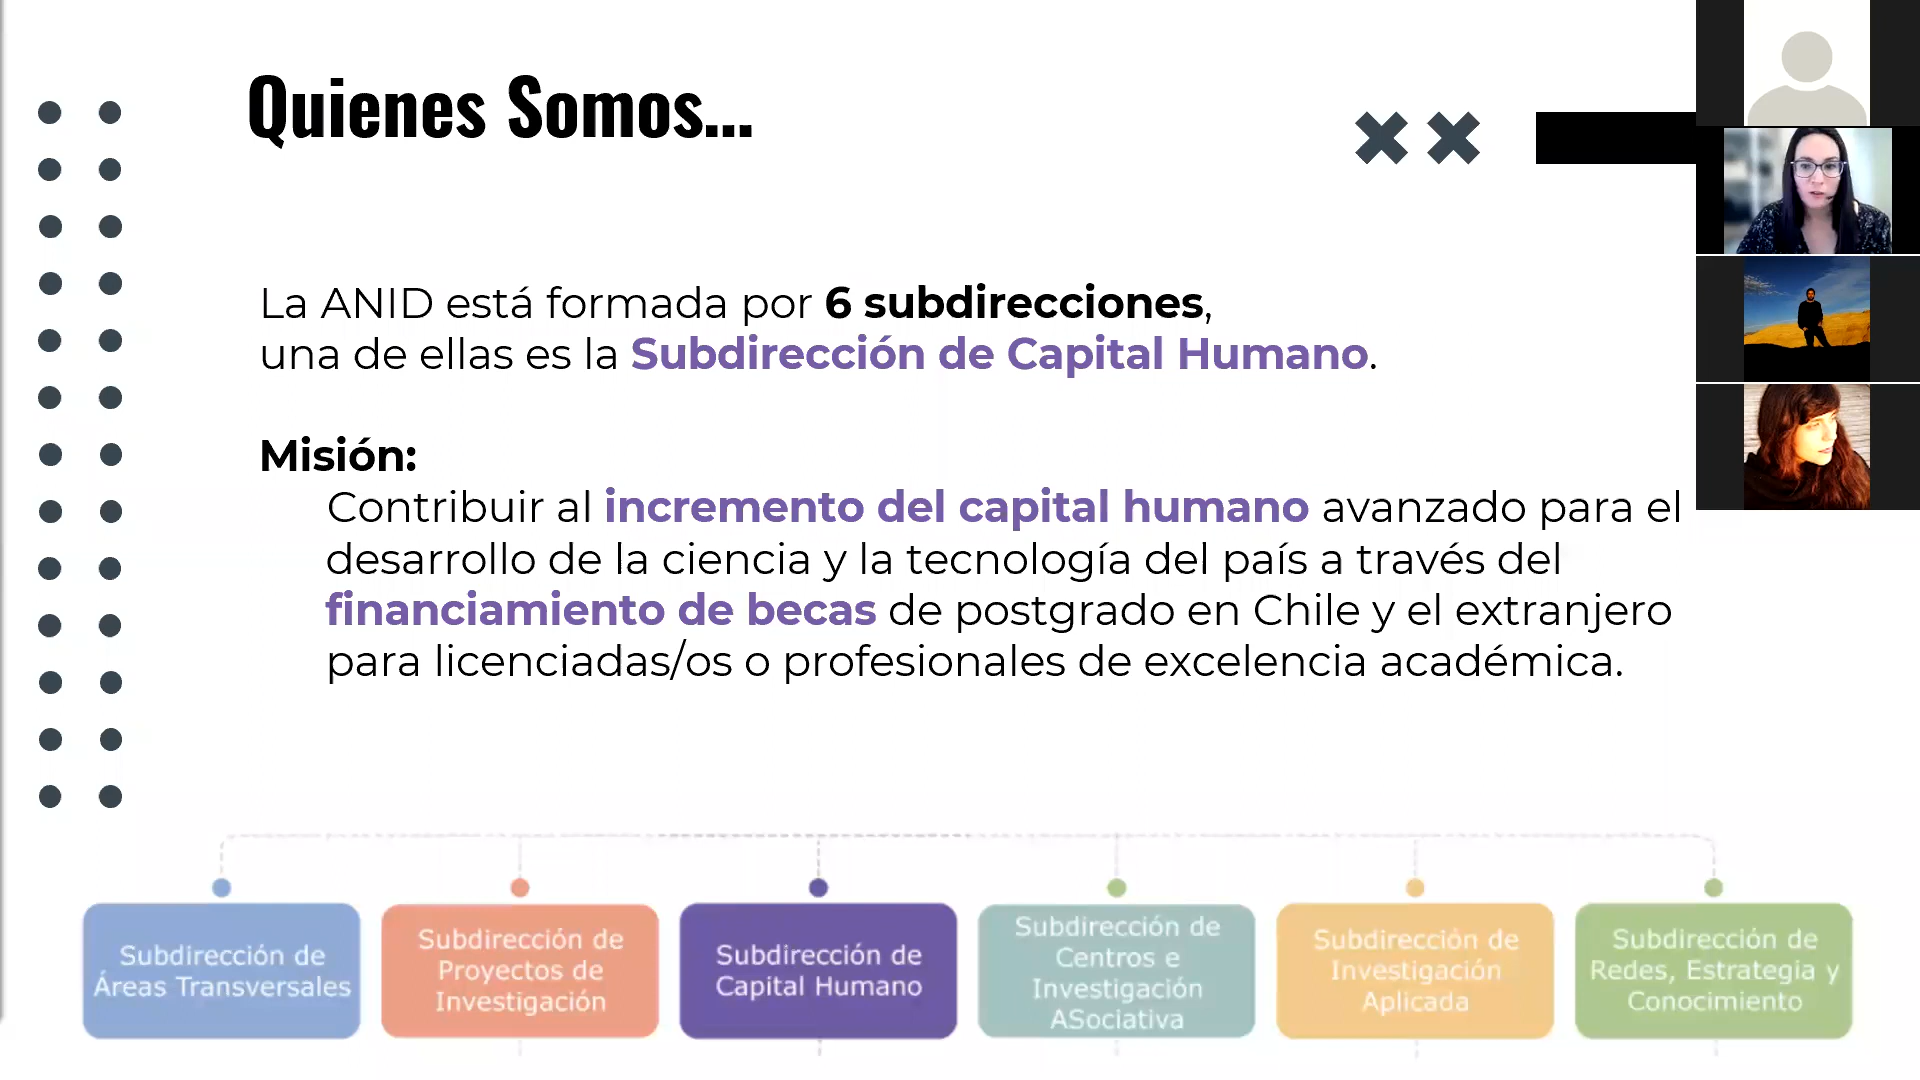 Quienes Somos...
La ANID está formada por 6 subdirecciones,
una de ellas es la Subdirección de Capital Humano.
Misión:
Contribuir al incremento del capital humano avanzado para el
desarrollo de la ciencia y la tecnología del país a través del
financiamiento de becas de postgrado en Chile y el extranjero
para licenciadas/os o profesionales de excelencia académica.
Subdirección de
Áreas Transversales
Subdirección de
Proyectos de
Investigación
Subdirección de
Capital Humano
Subdirección de
Centros e
Investigación
ASociativa
Subdirección de
Investigación
Aplicada
Subdirección de
Redes, Estrategia y
Conocimiento